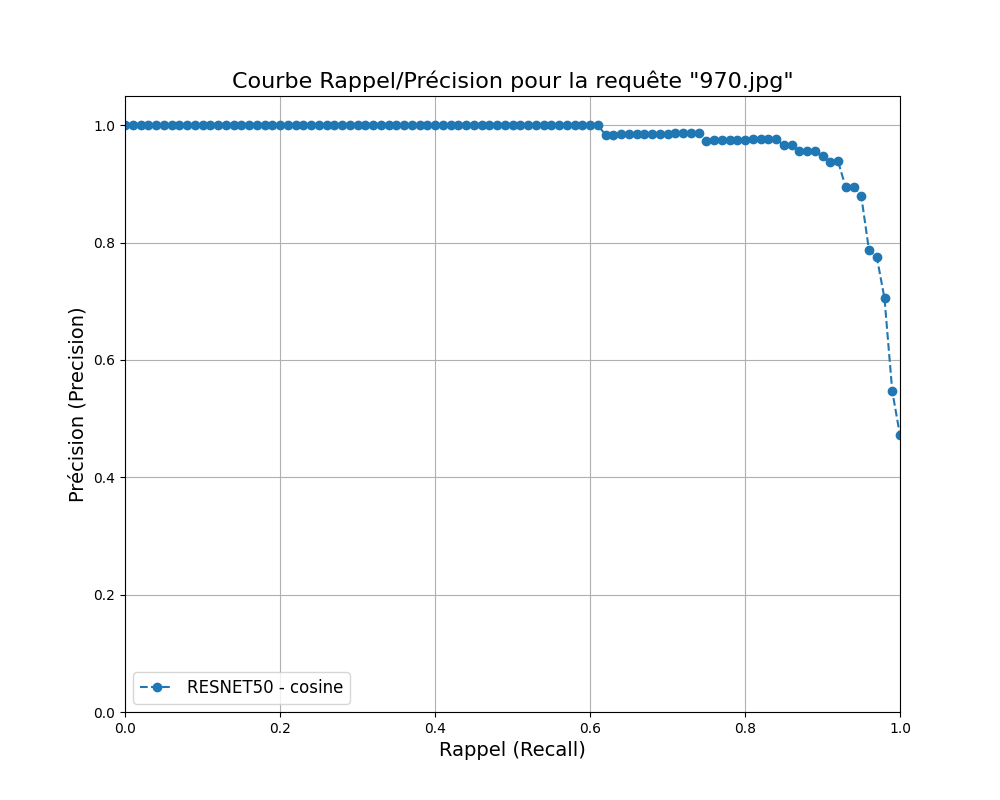 Courbe Rappel/Précision pour la requête "970.jpg"
Précision (Precision)
1.0
0.8
0.6
0.4
0.2
0.0
RESNET50 - cosine
0.0 0.2 0.4 0.6 0.8 1.0
Rappel (Recall)